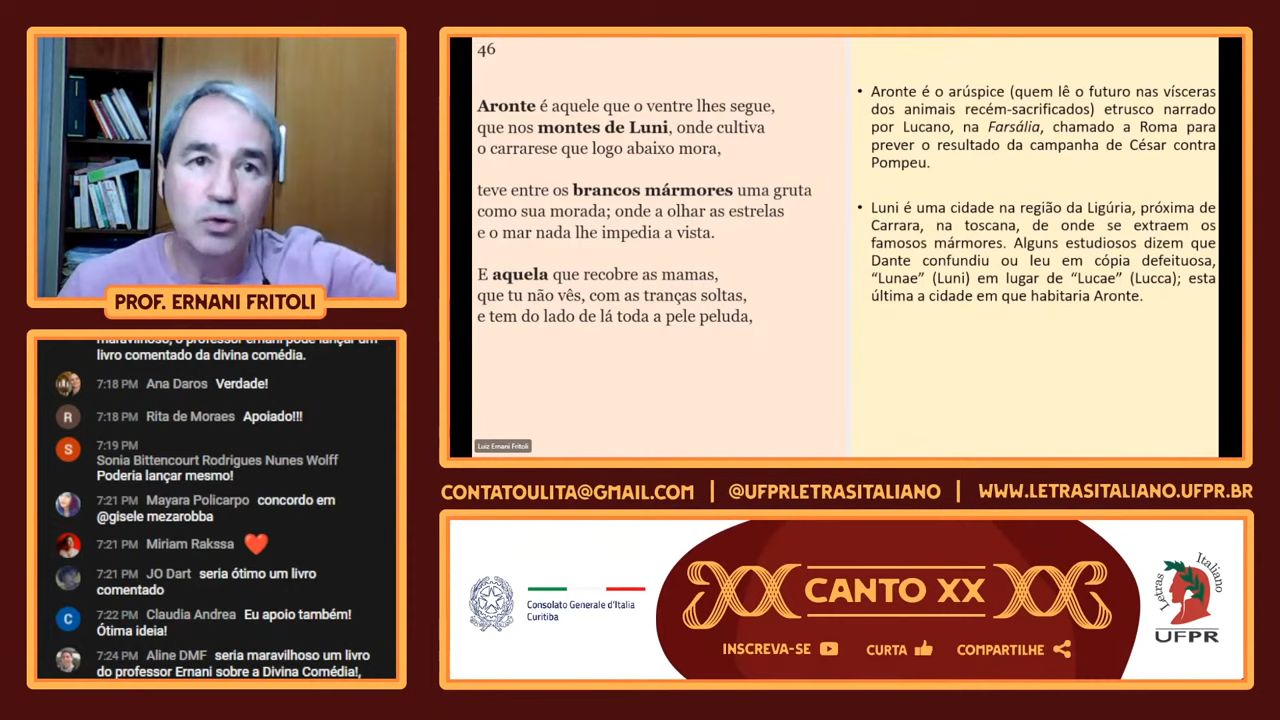 PROF. ERNANI FRITOLI
maravilhoso, o professor ernani pode lançar um
livro comentado da divina comédia.
7:18 PM Ana Daros Verdade!
R 7:18 PM Rita de Moraes Apoiado!!!
S 7:19 PM
Sonia Bittencourt Rodrigues Nunes Wolff
Poderia lançar mesmo!
7:21 PM Mayara Policarpo concordo em
@gisele mezarobba
7:21 PM Miriam Rakssa ❤️
7:21 PM JO Dart seria ótimo um livro
comentado
C 7:22 PM Claudia Andrea Eu apoio também!
Ótima ideia!
7:24 PM Aline DMF seria maravilhoso um livro
do professor Ernani sobre a Divina Comédia!,
46
Aronte é aquele que o ventre lhes segue,
que nos montes de Luni, onde cultiva
o carrarese que logo abaixo mora,
teve entre os brancos mármores uma gruta
como sua morada; onde a olhar as estrelas
e o mar nada lhe impedia a vista.
E aquela que recobre as mamas,
que tu não vês, com as tranças soltas,
e tem do lado de lá toda a pele peluda,
Luiz Ernani Fritoli
• Aronte é o arúspice (quem lê o futuro nas vísceras
dos animais recém-sacrificados) etrusco narrado
por Lucano, na Farsália, chamado a Roma para
prever o resultado da campanha de César contra
Pompeu.
• Luni é uma cidade na região da Ligúria, próxima de
Carrara, na toscana, de onde se extraem os
famosos mármores. Alguns estudiosos dizem que
Dante confundiu ou leu em cópia defeituosa,
“Lunae” (Luni) em lugar de “Lucae” (Lucca); esta
última a cidade em que habitaria Aronte.
CONTATOULITA@GMAIL.COM | @UFPRLETRASITALIANO | WWW.LETRASITALIANO.UFPR.BR
Consolato Generale d'Italia
Curitiba
XX CANTO XX XX
INSCREVA-SE CURTA COMPARTILHE
Letras Italiano
UFPR